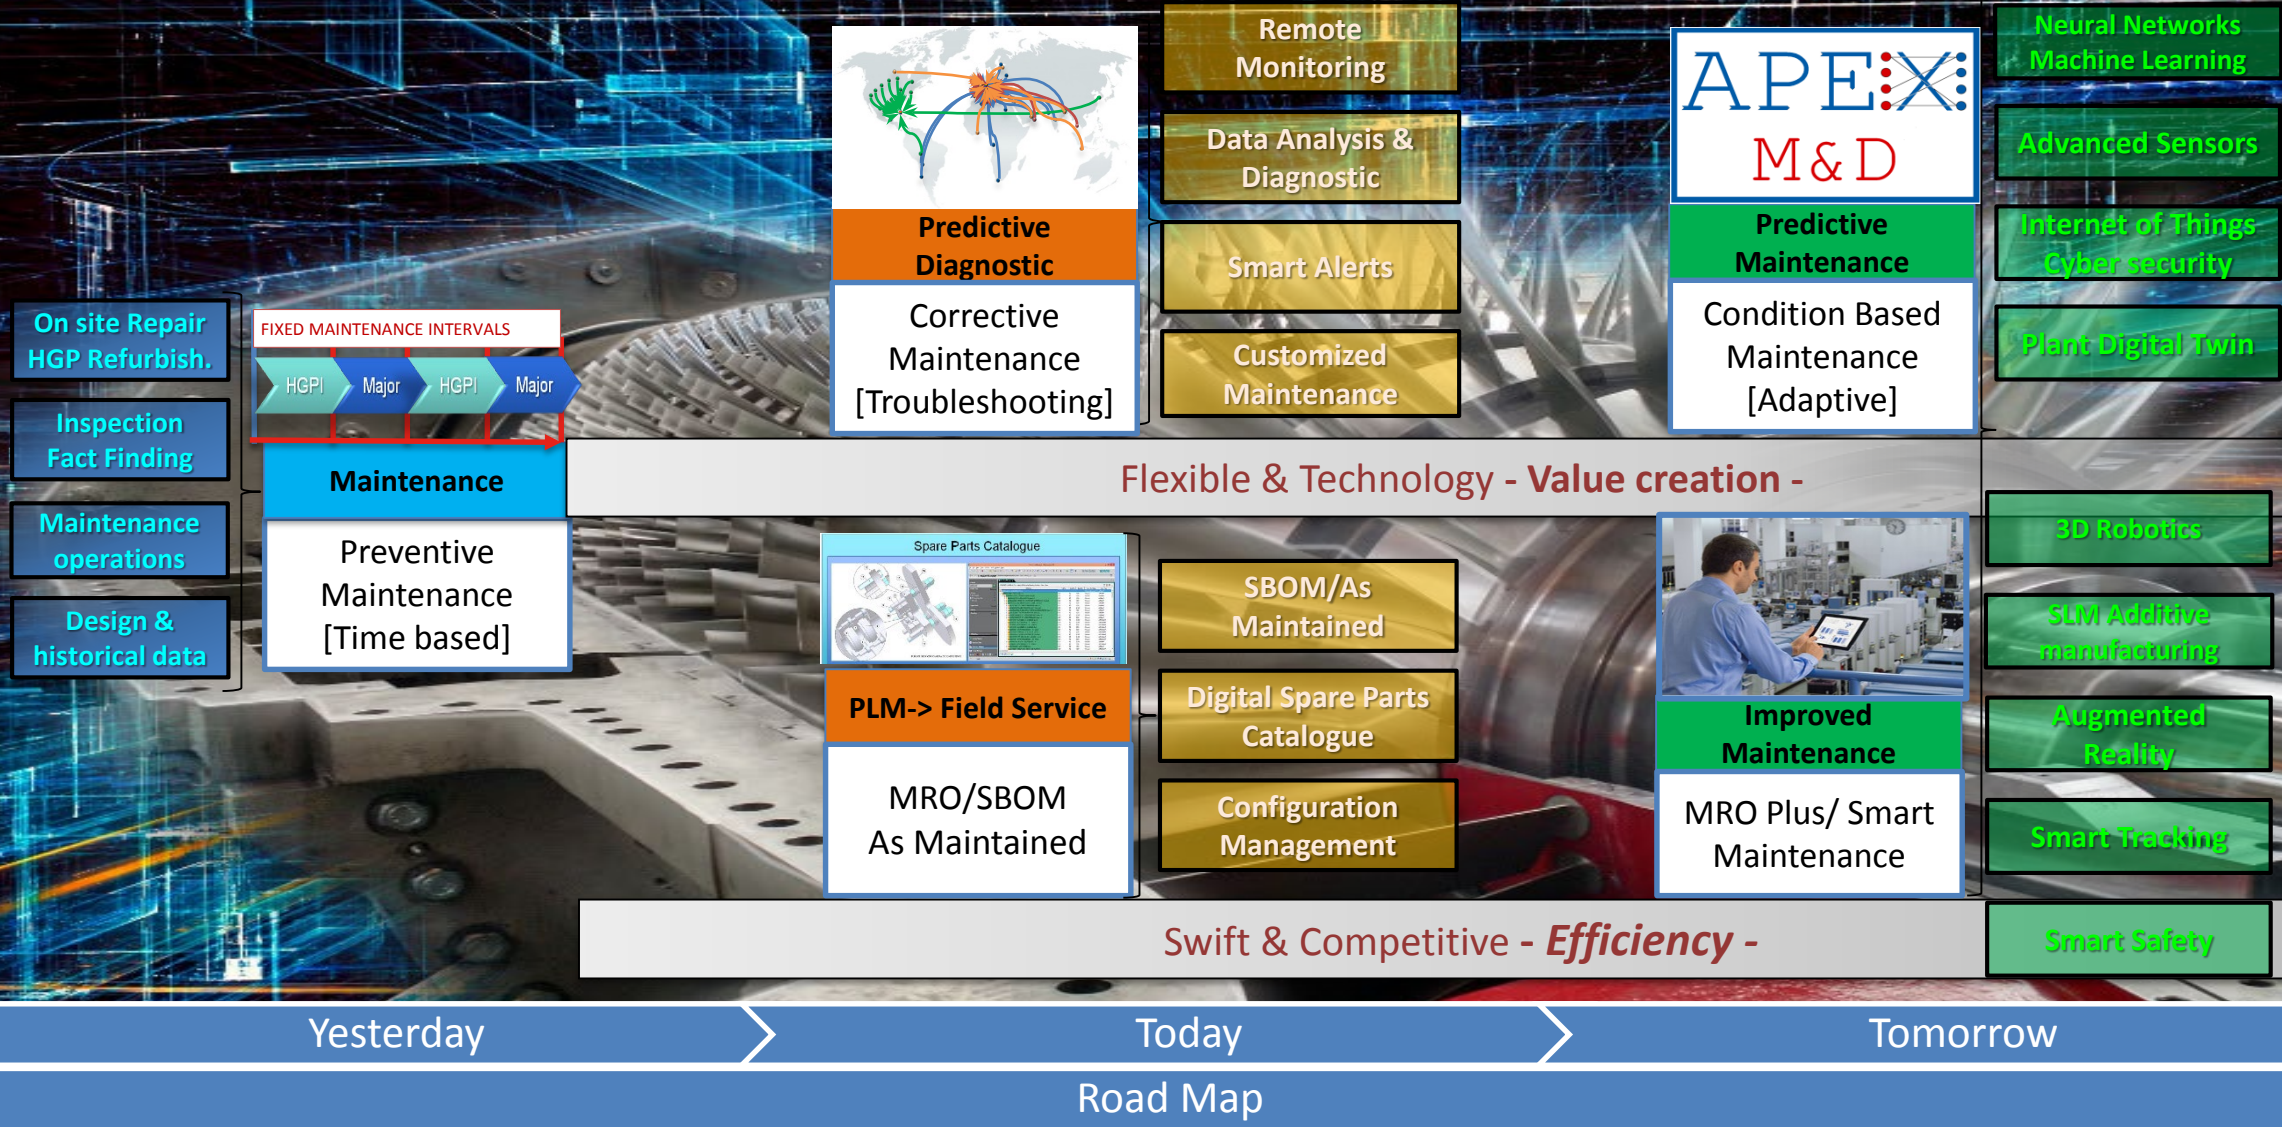 On site Repair
HGP Refurbish.
Inspection
Fact Finding
Maintenance
operations
Design &
historical data
FIXED MAINTENANCE INTERVALS
HGPI
Major
HGPI
Major
Maintenance
Preventive
Maintenance
[Time based]
Predictive
Diagnostic
Corrective
Maintenance
[Troubleshooting]
Remote
Monitoring
Data Analysis &
Diagnostic
Smart Alerts
Customized
Maintenance
APEX
M&D
Predictive
Maintenance
Condition Based
Maintenance
[Adaptive]
Neural Networks
Machine Learning
Advanced Sensors
Internet of Things
Cyber security
Plant Digital Twin
Flexible & Technology - Value creation -
Spare Parts Catalogue
PLM-> Field Service
MRO/SBOM
As Maintained
SBOM/As
Maintained
Digital Spare Parts
Catalogue
Configuration
Management
Improved
Maintenance
MRO Plus/ Smart
Maintenance
3D Robotics
SLM Additive
manufacturing
Augmented
Reality
Smart Tracking
Smart Safety
Swift & Competitive - Efficiency -
Yesterday
Today
Tomorrow
Road Map